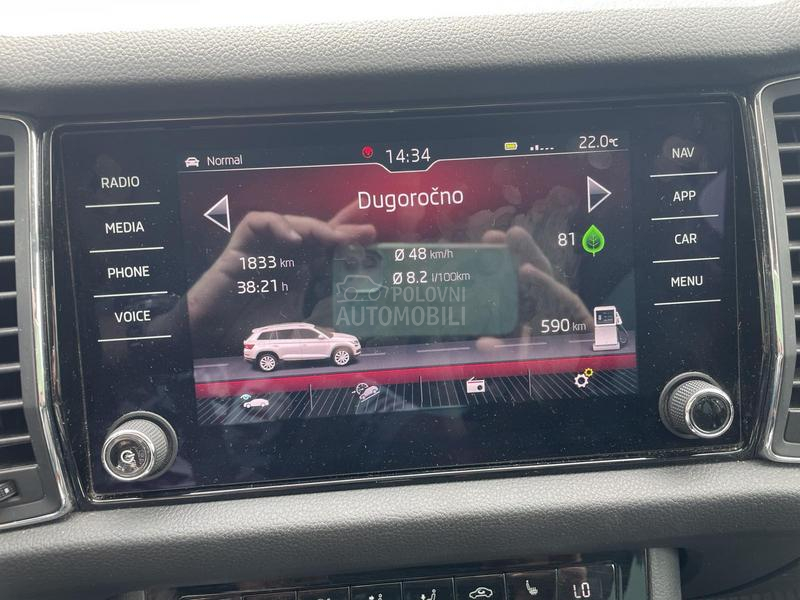 Normal
14:34
22.0°C
RADIO
MEDIA
PHONE
VOICE
NAV
APP
CAR
MENU
Dugoročno
1833 km
38:21 h
Ø 48 km/h
Ø 8.2 l/100km
81
590 km
POLOVNI
AUTOMOBILI
LO